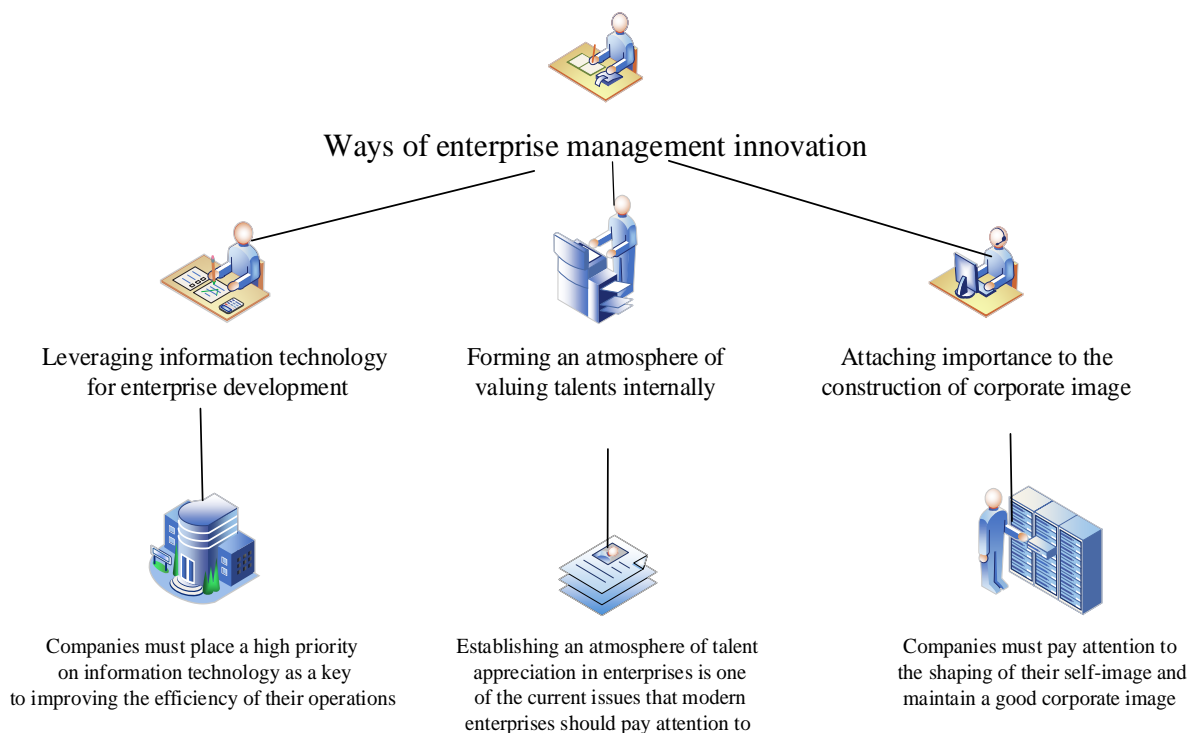 Ways of enterprise management innovation
Leveraging information technology
for enterprise development
Forming an atmosphere of
valuing talents internally
Attaching importance to the
construction of corporate image
Companies must place a high priority
on information technology as a key
to improving the efficiency of their operations
Establishing an atmosphere of talent
appreciation in enterprises is one
of the current issues that modern
enterprises should pay attention to
Companies must pay attention to
the shaping of their self-image and
maintain a good corporate image